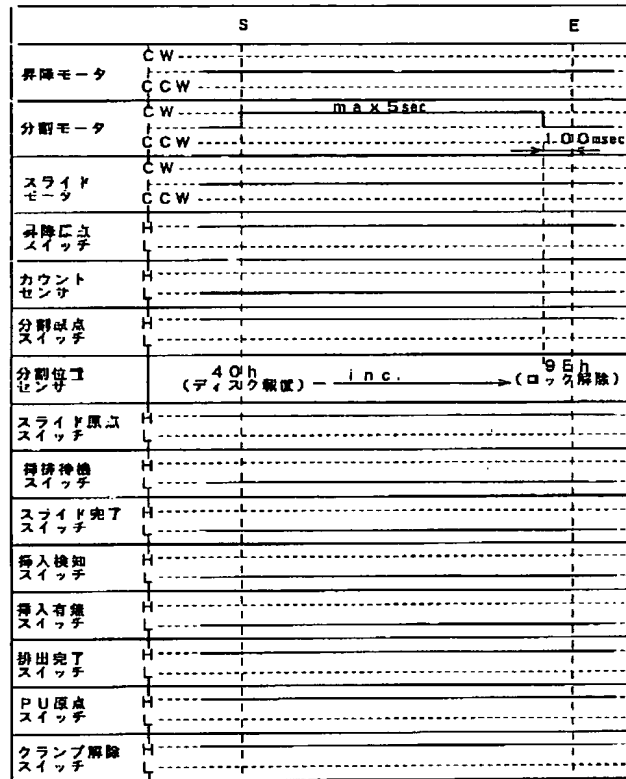 S E
CW
昇降モータ
CCW
CW max5sec
分割モータ
CCW 100msec
CW
スライド
モータ
CCW
昇降原点 H
スイッチ L
カウント H
センサ L
分割原点 H
スイッチ L
分割位置 40h inc. 9Eh
センサ (ディスク載置) (ロック解除)
スライド原点 H
スイッチ L
挿排待機 H
スイッチ L
スライド完了 H
スイッチ L
挿入検知 H
スイッチ L
挿入有無 H
スイッチ L
排出完了 H
スイッチ L
PU原点 H
スイッチ L
クランプ解除 H
スイッチ L